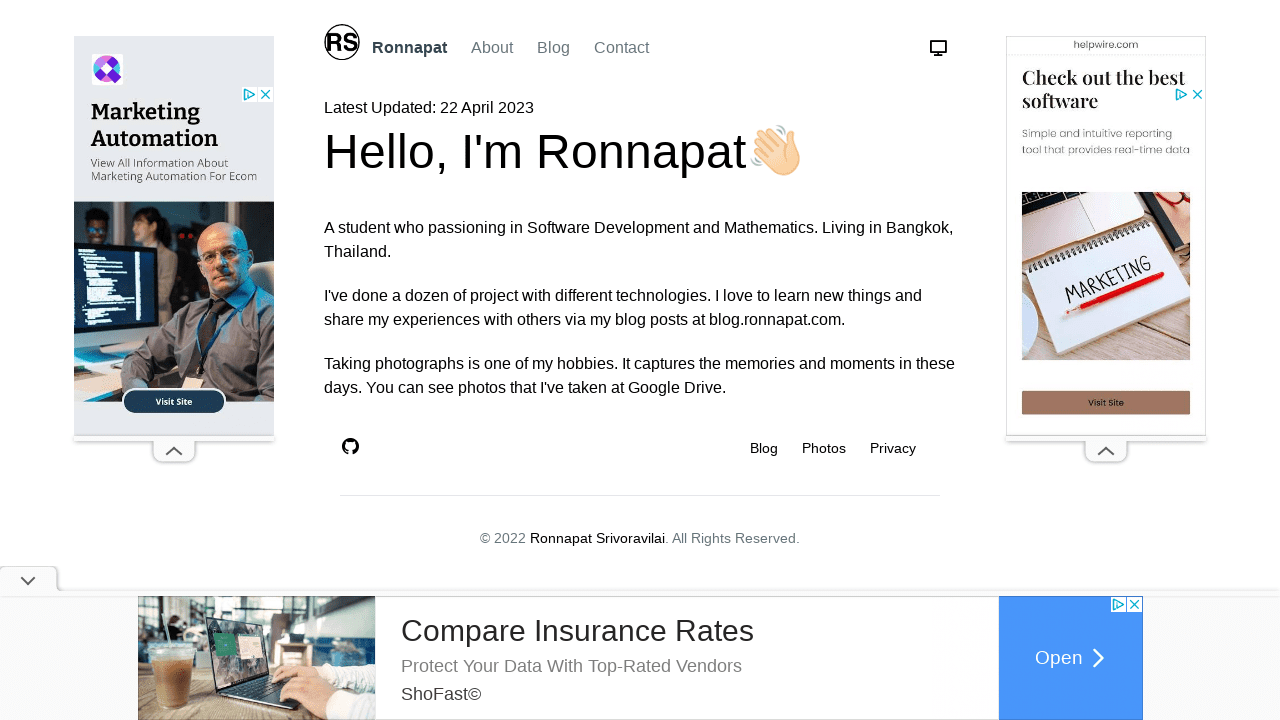 RS
Ronnapat About Blog Contact
Latest Updated: 22 April 2023
Hello, I'm Ronnapat👋🏻
A student who passioning in Software Development and Mathematics. Living in Bangkok,
Thailand.
I've done a dozen of project with different technologies. I love to learn new things and
share my experiences with others via my blog posts at blog.ronnapat.com.
Taking photographs is one of my hobbies. It captures the memories and moments in these
days. You can see photos that I've taken at Google Drive.
Blog Photos Privacy
© 2022 Ronnapat Srivoravilai. All Rights Reserved.
Marketing
Automation
View All Information About
Marketing Automation For Ecom
Visit Site
helpwire.com
Check out the best
software
Simple and intuitive reporting
tool that provides real-time data
MARKETING
Visit Site
Compare Insurance Rates
Protect Your Data With Top-Rated Vendors
ShoFast©
Open